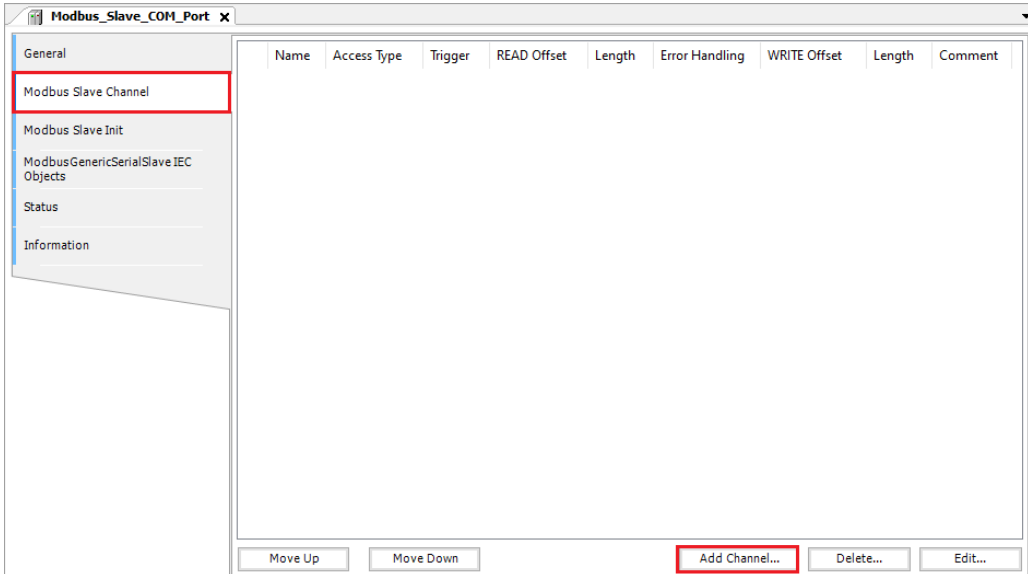 Modbus_Slave_COM_Port X
General
Modbus Slave Channel
Modbus Slave Init
ModbusGenericSerialSlave IEC
Objects
Status
Information
Name Access Type Trigger READ Offset Length Error Handling WRITE Offset Length Comment
Move Up Move Down Add Channel... Delete... Edit...